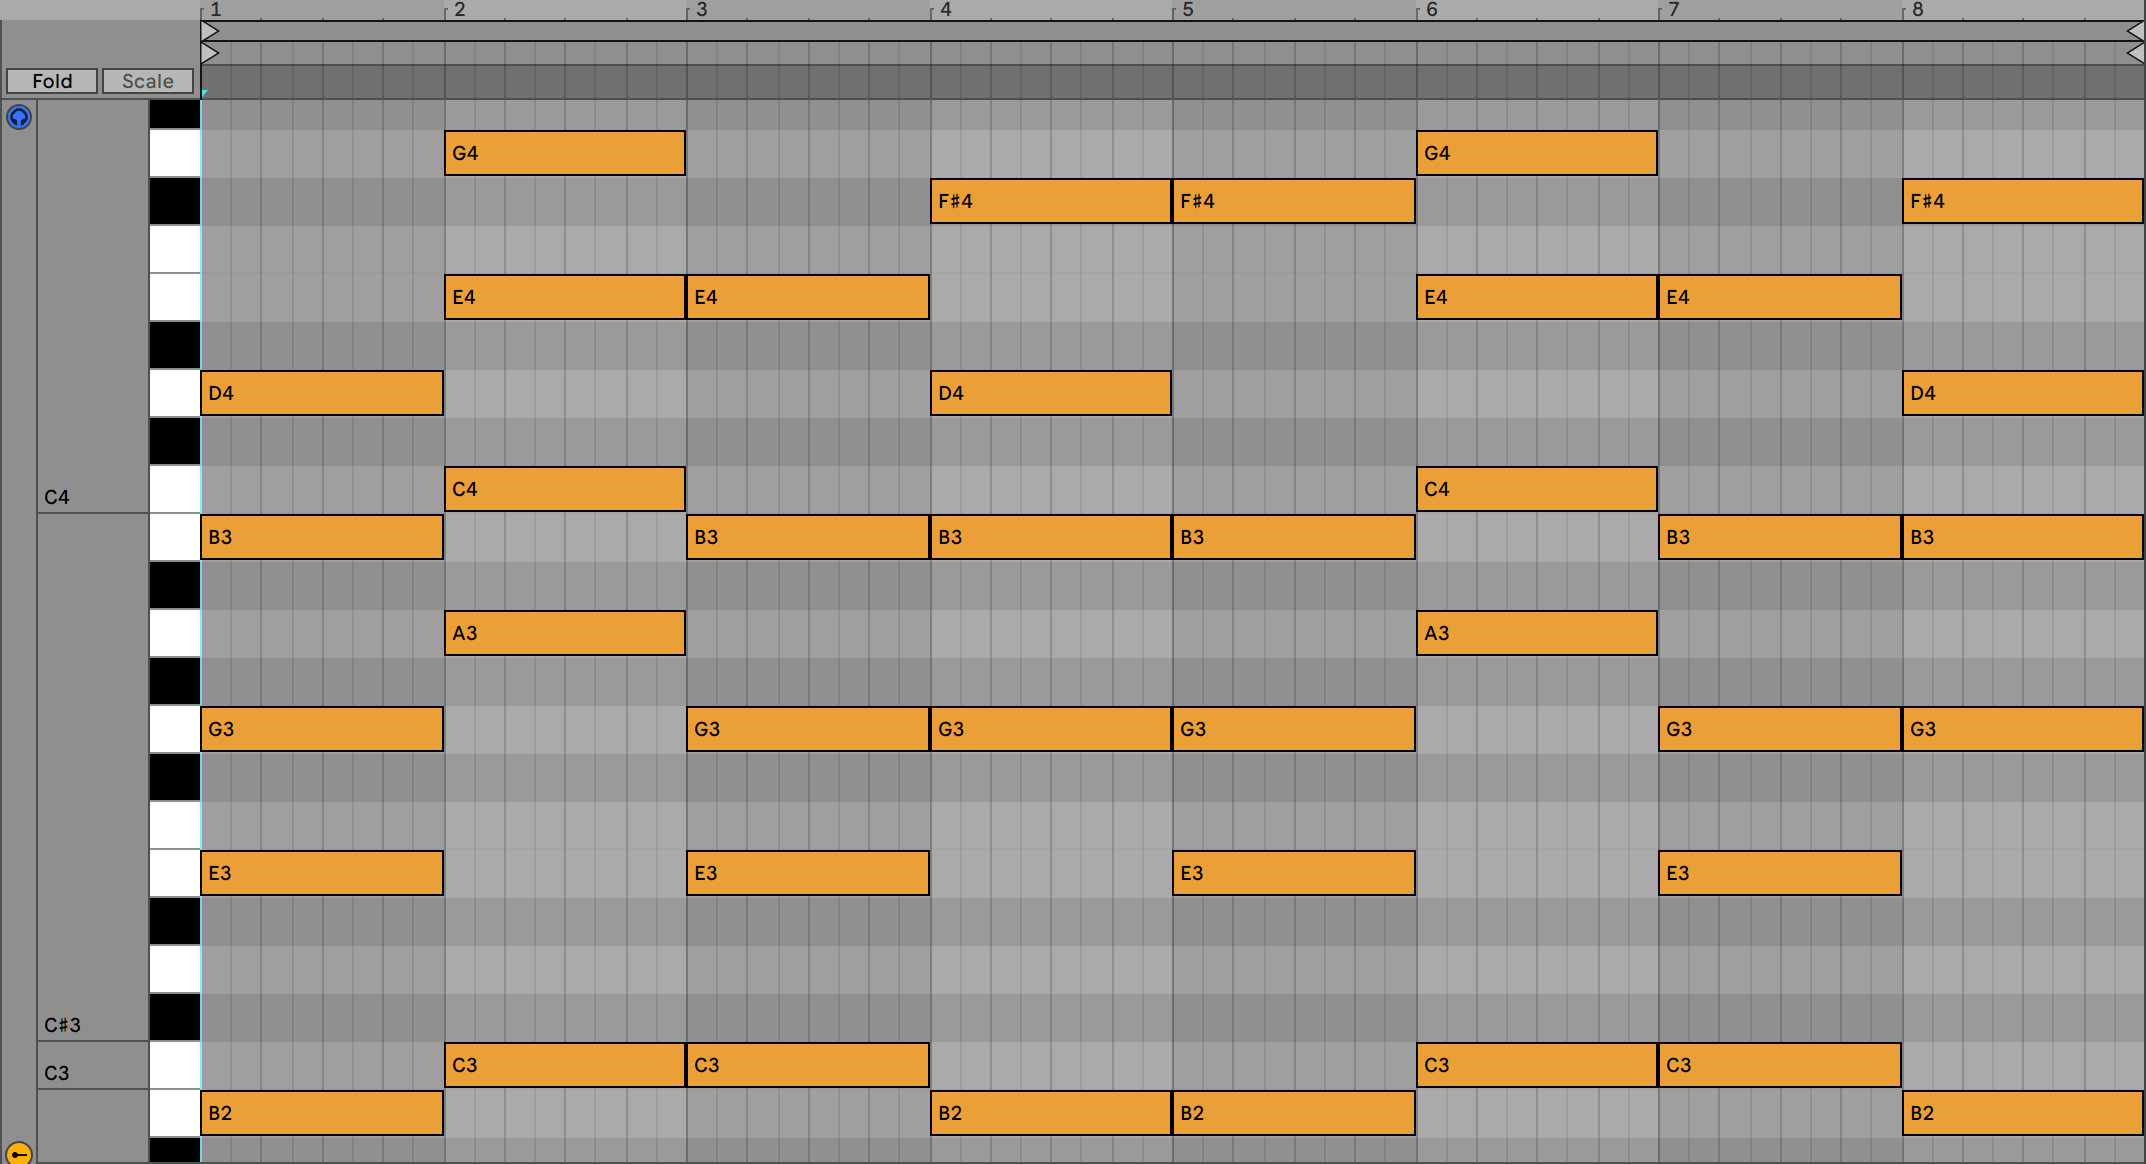 1 2 3 4 5 6 7 8
Fold Scale
G4 G4
F♯4 F♯4 F♯4
E4 E4 E4 E4
D4 D4 D4
C4 C4 C4
B3 B3 B3 B3 B3 B3
A3 A3
G3 G3 G3 G3 G3 G3
E3 E3 E3 E3
C♯3
C3 C3 C3 C3 C3
B2 B2 B2 B2